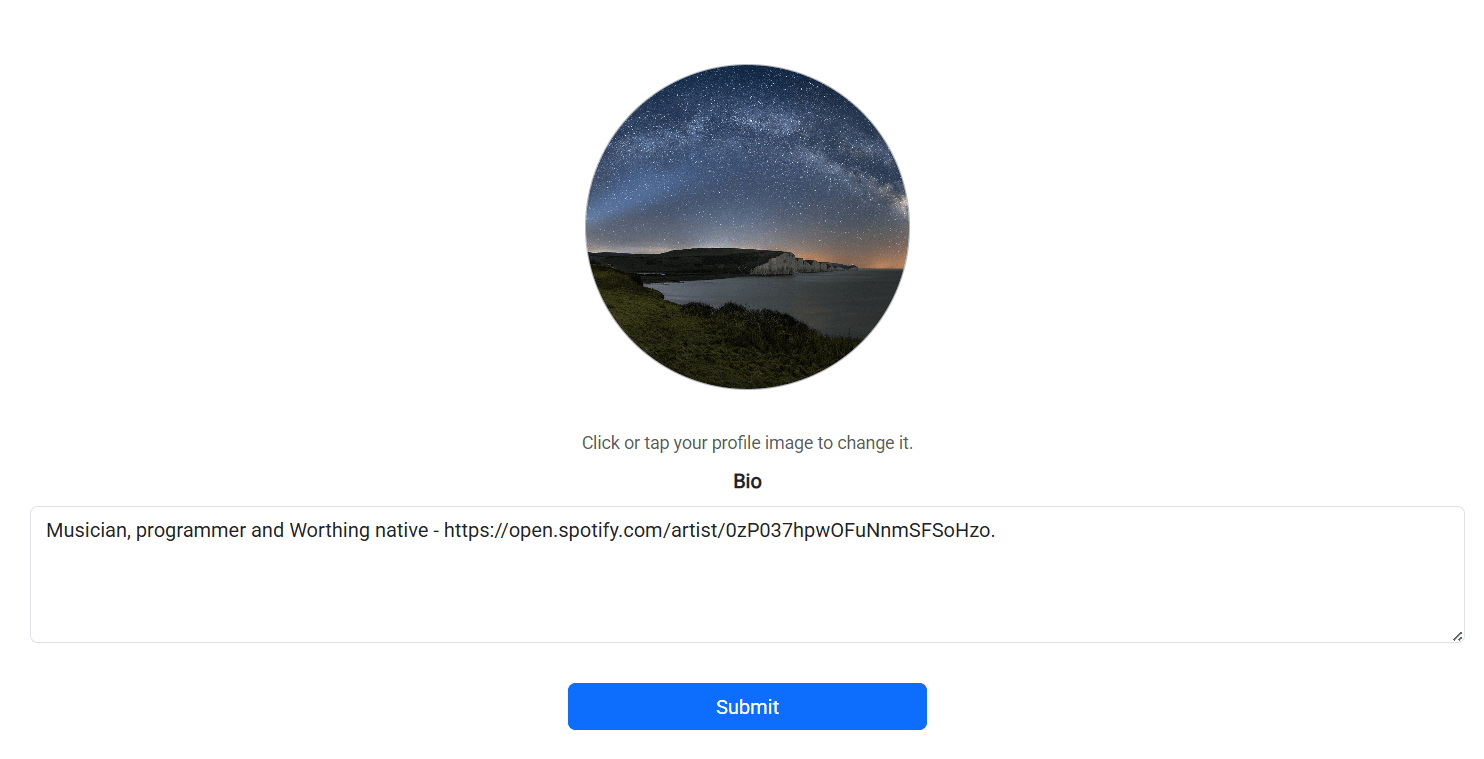 Click or tap your profile image to change it.
Bio
Musician, programmer and Worthing native - https://open.spotify.com/artist/0zP037hpwOFuNnmSFSoHzo.
Submit